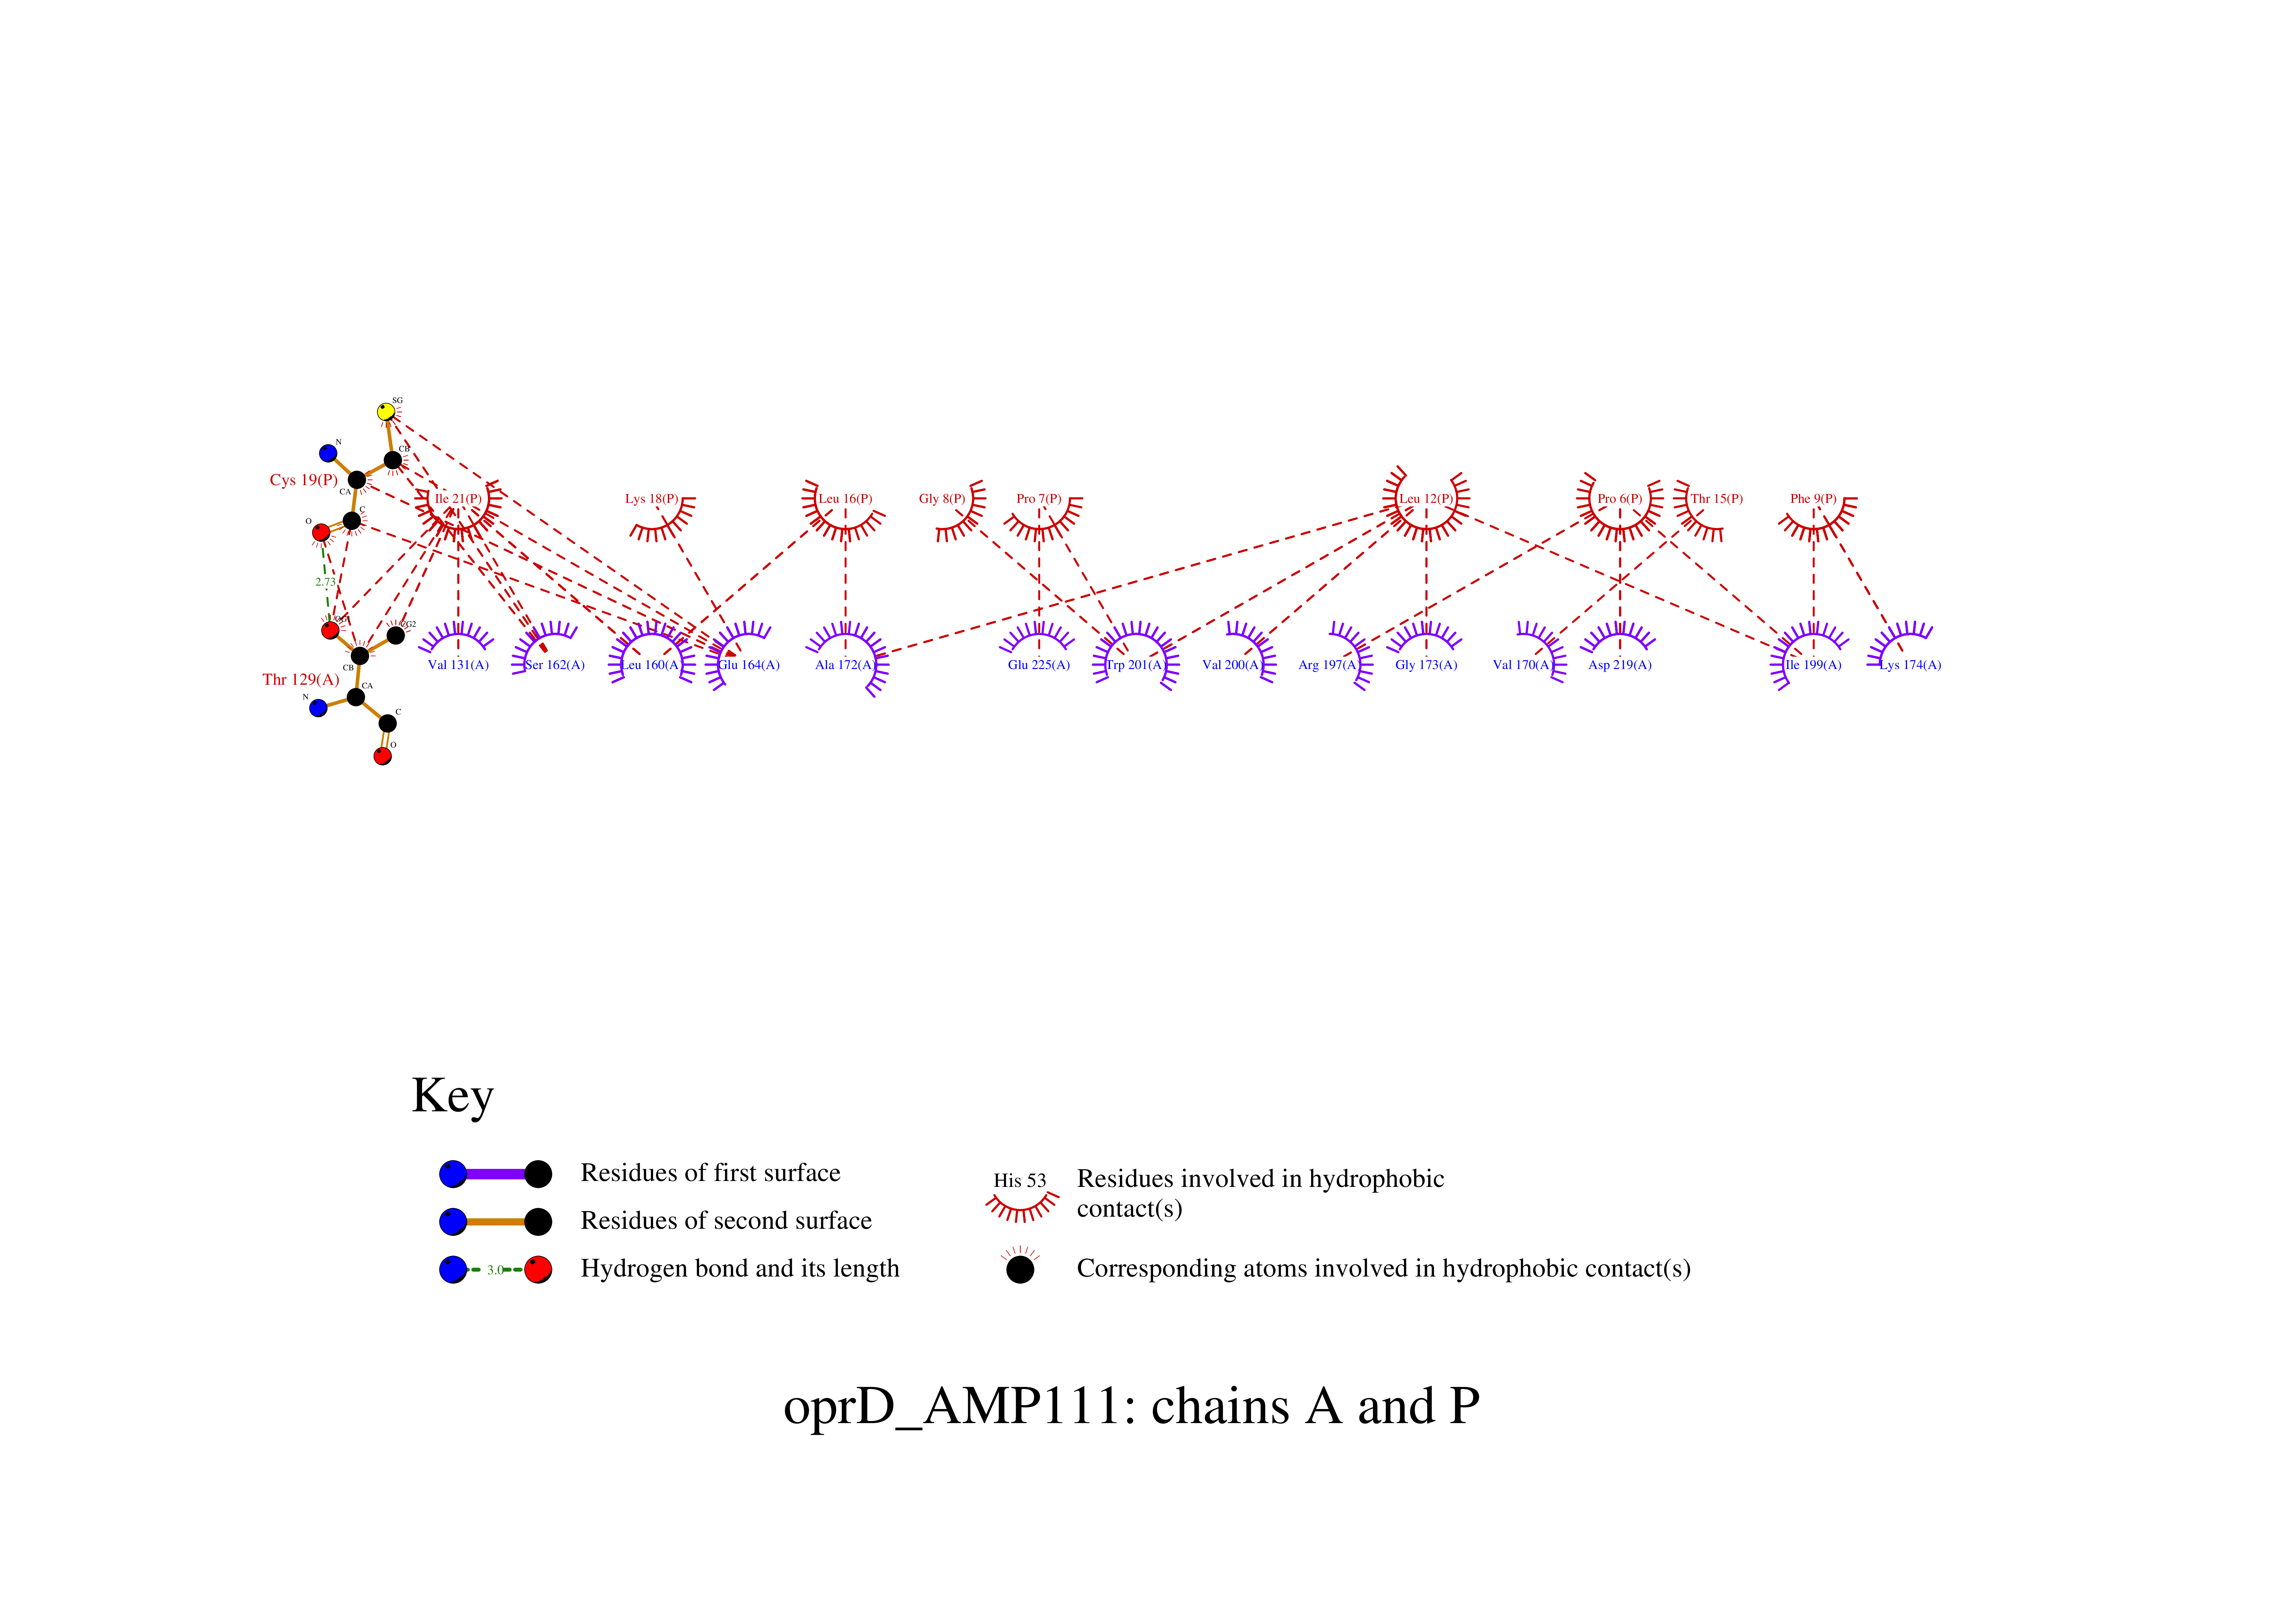 SG
N
CB
Cys 19(P)
CA
C
O
Ile 21(P)
Lys 18(P)
Leu 16(P)
Gly 8(P)
Pro 7(P)
Leu 12(P)
Pro 6(P)
Thr 15(P)
Phe 9(P)
2.73
CB
Thr 129(A)
CA
N
C
O
Val 131(A)
Ser 162(A)
Leu 160(A)
Glu 164(A)
Ala 172(A)
Glu 225(A)
Trp 201(A)
Val 200(A)
Arg 197(A)
Gly 173(A)
Val 170(A)
Asp 219(A)
Ile 199(A)
Lys 174(A)
Key
Residues of first surface
Residues of second surface
3.0
Hydrogen bond and its length
His 53
Residues involved in hydrophobic
contact(s)
Corresponding atoms involved in hydrophobic contact(s)
oprD_AMP111: chains A and P